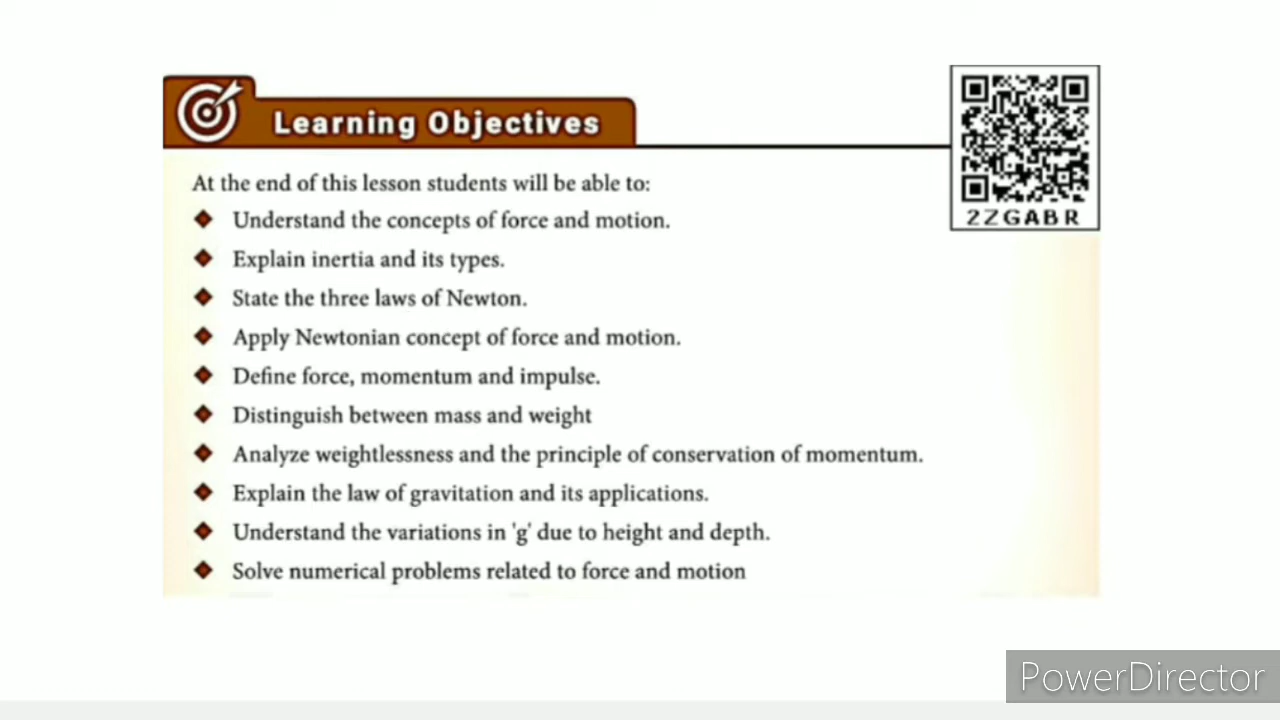 Learning Objectives
2ZGABR
At the end of this lesson students will be able to:
Understand the concepts of force and motion.
Explain inertia and its types.
State the three laws of Newton.
Apply Newtonian concept of force and motion.
Define force, momentum and impulse.
Distinguish between mass and weight
Analyze weightlessness and the principle of conservation of momentum.
Explain the law of gravitation and its applications.
Understand the variations in 'g' due to height and depth.
Solve numerical problems related to force and motion
PowerDirector